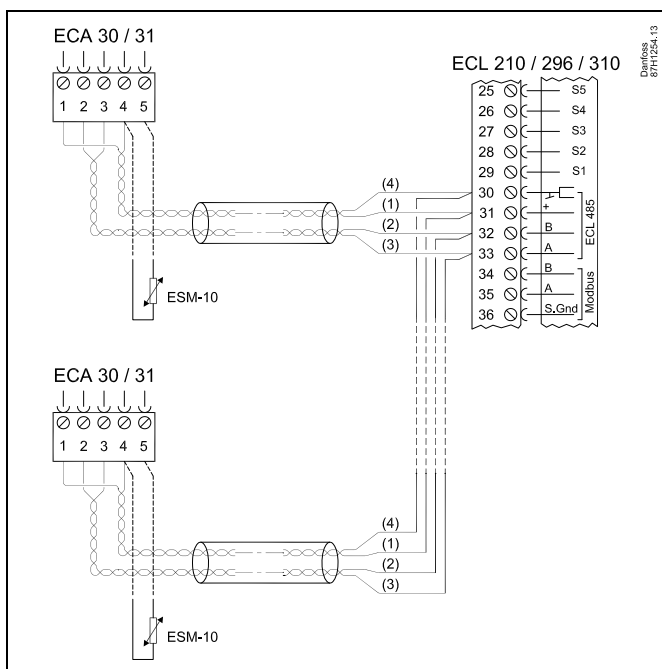 ECA 30 / 31
1 2 3 4 5
ESM-10
(4)
(1)
(2)
(3)
Danfoss
87H1254.13
ECL 210 / 296 / 310
25 S5
26 S4
27 S3
28 S2
29 S1
30
31 +
32 B
33 A
34 B
35 A
36 S.Gnd
ECL 485
Modbus
ECA 30 / 31
1 2 3 4 5
ESM-10
(4)
(1)
(2)
(3)